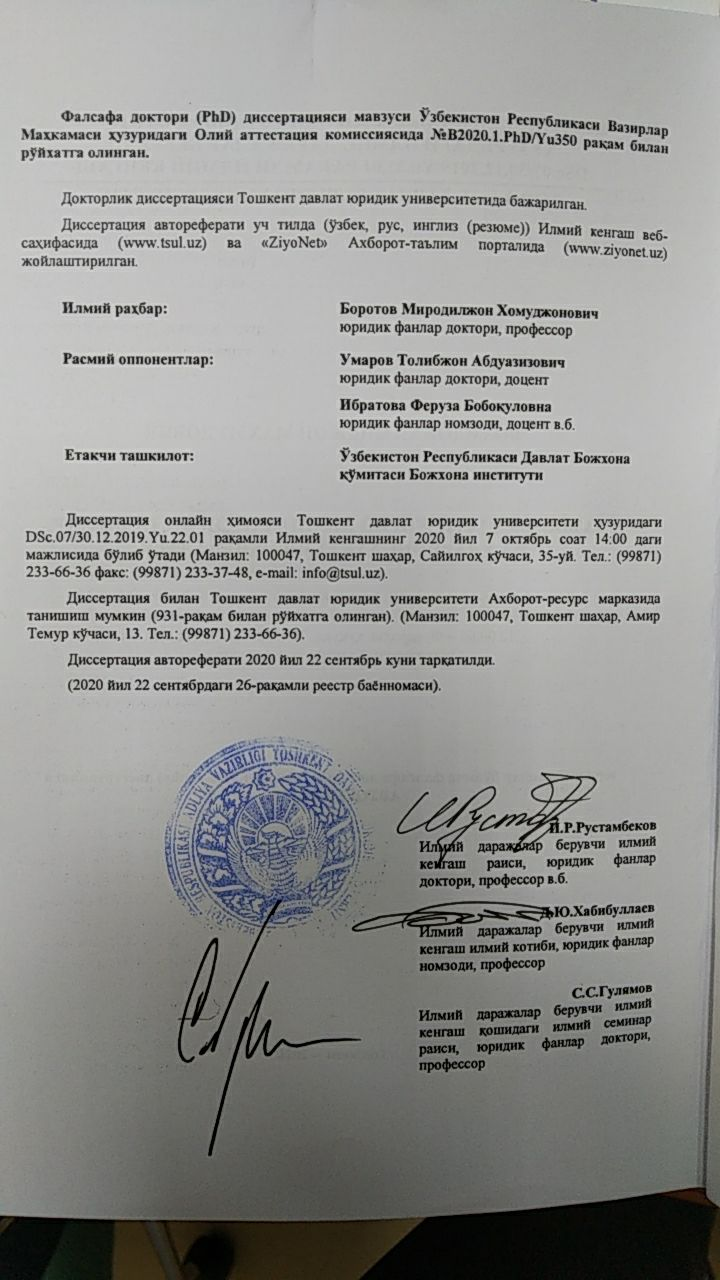 Фалсафа доктори (PhD) диссертацияси мавзуси Ўзбекистон Республикаси Вазирлар
Маҳкамаси ҳузуридаги Олий аттестация комиссиясида №B2020.1.PhD/Yu350 рақам билан
рўйхатга олинган.
Докторлик диссертацияси Тошкент давлат юридик университетида бажарилган.
Диссертация автореферати уч тилда (ўзбек, рус, инглиз (резюме)) Илмий кенгаш веб-
саҳифасида (www.tsul.uz) ва «ZiyoNet» Ахборот-таълим порталида (www.ziyonet.uz)
жойлаштирилган.
Илмий раҳбар:
Боротов Миродилжон Хомуджонович
юридик фанлар доктори, профессор
Расмий оппонентлар:
Умаров Толибжон Абдуазизович
юридик фанлар доктори, доцент
Ибратова Феруза Бобоқуловна
юридик фанлар номзоди, доцент в.б.
Етакчи ташкилот:
Ўзбекистон Республикаси Давлат Божхона
қўмитаси Божхона институти
Диссертация онлайн ҳимояси Тошкент давлат юридик университети ҳузуридаги
DSc.07/30.12.2019.Yu.22.01 рақамли Илмий кенгашнинг 2020 йил 7 октябрь соат 14:00 даги
мажлисида бўлиб ўтади (Манзил: 100047, Тошкент шаҳар, Сайилгоҳ кўчаси, 35-уй. Тел.: (99871)
233-66-36 факс: (99871) 233-37-48, e-mail: info@tsul.uz).
Диссертация билан Тошкент давлат юридик университети Ахборот-ресурс марказида
танишиш мумкин (931-рақам билан рўйхатга олинган). (Манзил: 100047, Тошкент шаҳар, Амир
Темур кўчаси, 13. Тел.: (99871) 233-66-36).
Диссертация автореферати 2020 йил 22 сентябрь куни тарқатилди.
(2020 йил 22 сентябрдаги 26-рақамли реестр баённомаси).
RESPUBLIKASI ADLIYA VAZIRLIGI TOSHKENT
И.Р.Рустамбеков
Илмий даражалар берувчи илмий
кенгаш раиси, юридик фанлар
доктори, профессор в.б.
Д.Ю.Хабибуллаев
Илмий даражалар берувчи илмий
кенгаш илмий котиби, юридик фанлар
номзоди, профессор
С.С.Гулямов
Илмий даражалар берувчи илмий
кенгаш қошидаги илмий семинар
раиси, юридик фанлар доктори,
профессор